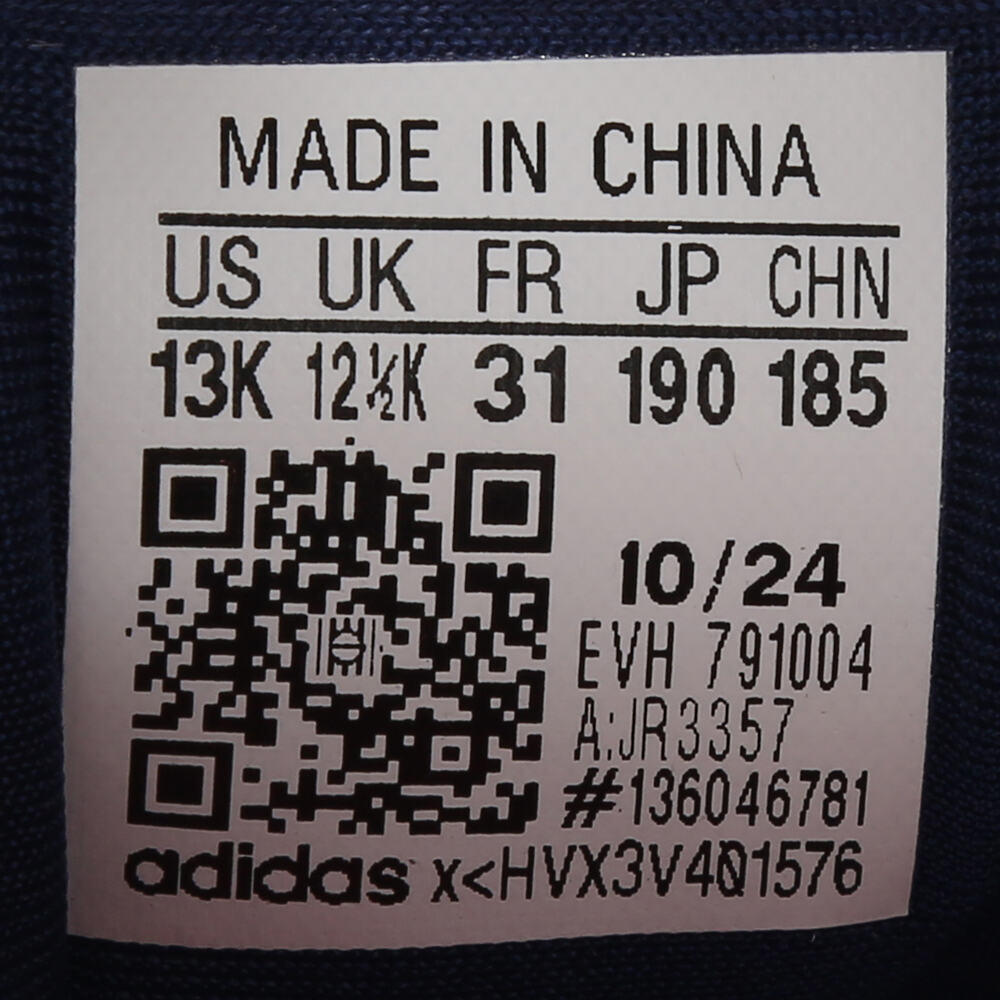 MADE IN CHINA
US UK FR JP CHN
13K 12½K 31 190 185
10/24
EVH 791004
A:JR3357
#136046781
adidas x<HVX3V401576